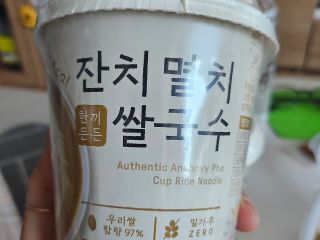 잔치멸치
한끼
든든
쌀국수
Authentic Anchovy Pho
Cup Rice Noodle
우리쌀
함량 97%
밀가루
ZERO